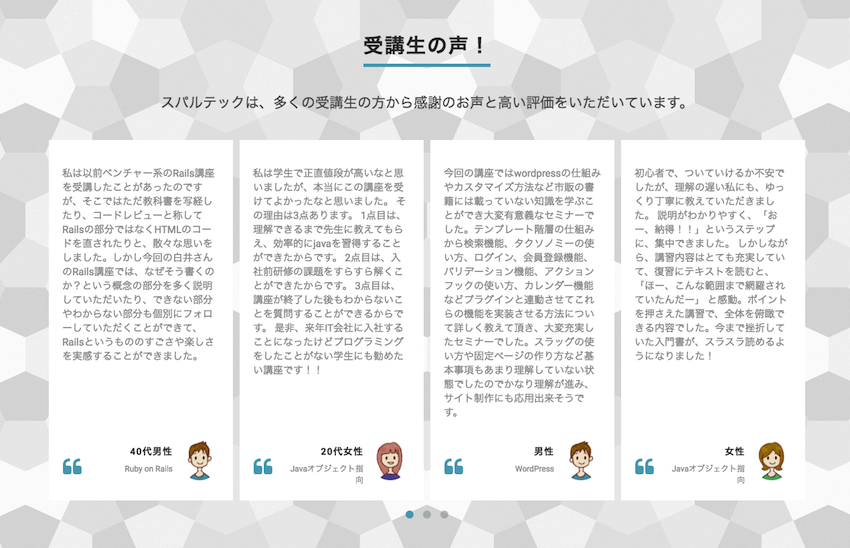 受講生の声！
スパルテックは、多くの受講生の方から感謝のお声と高い評価をいただいています。
私は以前ベンチャー系のRails講座
を受講したことがあったのです
が、そこではただ教科書を写経し
たり、コードレビューと称して
Railsの部分ではなくHTMLのコー
ドを直されたりと、散々な思いを
しました。しかし今回の白井さん
のRails講座では、なぜそう書くの
か？という概念の部分を多く説明
していただいたり、できない部分
やわからない部分も個別にフォロ
ーしていただくことができて、
Railsというもののすごさや楽しさ
を実感することができました。
40代男性
Ruby on Rails
私は学生で正直値段が高いなと思
いましたが、本当にこの講座を受
けてよかったなと思いました。 そ
の理由は3点あります。 1点目は、
理解できるまで先生に教えてもら
え、効率的にjavaを習得すること
ができたからです。 2点目は、入
社前研修の課題をすらすら解くこ
とができたからです。 3点目は、
講座が終了した後もわからないこ
とを質問することができるからで
す。 是非、来年IT会社に入社する
ことになったけどプログラミング
をしたことがない学生にも勧めた
い講座です！！
20代女性
Javaオブジェクト指
向
今回の講座ではwordpressの仕組み
やカスタマイズ方法など市販の書
籍には載っていない知識を学ぶこ
とができ大変有意義なセミナーで
した。テンプレート階層の仕組み
から検索機能、タクソノミーの使
い方、ログイン、会員登録機能、
バリデーション機能、アクション
フックの使い方、カレンダー機能
などプラグインと連動させてこれ
らの機能を実装させる方法につい
て詳しく教えて頂き、大変充実し
たセミナーでした。スラッグの使
い方や固定ページの作り方など基
本事項もあまり理解していない状
態でしたのでかなり理解が進み、
サイト制作にも応用出来そうで
す。
男性
WordPress
初心者で、ついていけるか不安で
したが、理解の遅い私にも、ゆっ
くり丁寧に教えていただきまし
た。 説明がわかりやすく、「お
ー、納得！！」というステップ
に、集中できました。 しかしなが
ら、講習内容はとても充実してい
て、復習にテキストを読むと、
「ほー、こんな範囲まで網羅され
ていたんだー」 と感動。ポイント
を押さえた講習で、全体を俯瞰で
きる内容でした。今まで挫折して
いた入門書が、スラスラ読めるよ
うになりました！
女性
Javaオブジェクト指
向